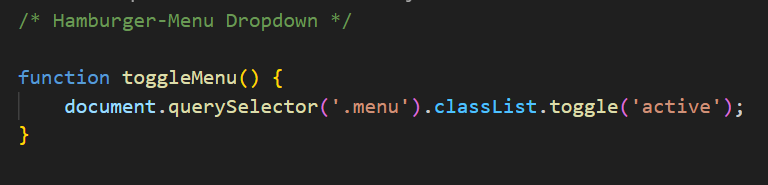 /* Hamburger-Menu Dropdown */
function toggleMenu() {
    document.querySelector('.menu').classList.toggle('active');
}